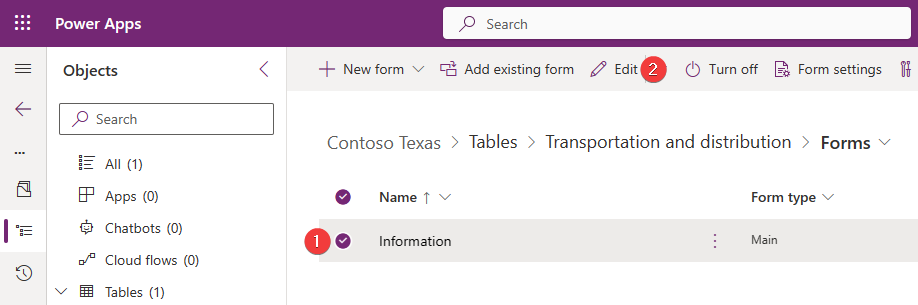 Power Apps
Search
Objects
New form
Add existing form
Edit
2
Turn off
Form settings
Search
Contoso Texas > Tables > Transportation and distribution > Forms
...
All (1)
Apps (0)
Chatbots (0)
Cloud flows (0)
Tables (1)
Name ↑
Form type
1
Information
Main